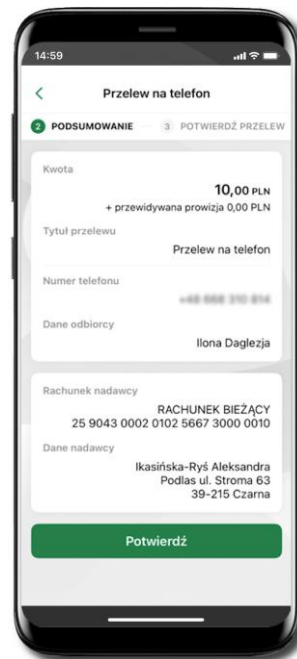 14:59
Przelew na telefon
2 PODSUMOWANIE 3 POTWIERDŹ PRZELEW
Kwota
10,00 PLN
+ przewidywana prowizja 0,00 PLN
Tytuł przelewu
Przelew na telefon
Numer telefonu
Dane odbiorcy
Ilona Daglezja
Rachunek nadawcy
RACHUNEK BIEŻĄCY
25 9043 0002 0102 5667 3000 0010
Dane nadawcy
Ikasińska-Ryś Aleksandra
Podlas ul. Stroma 63
39-215 Czarna
Potwierdź